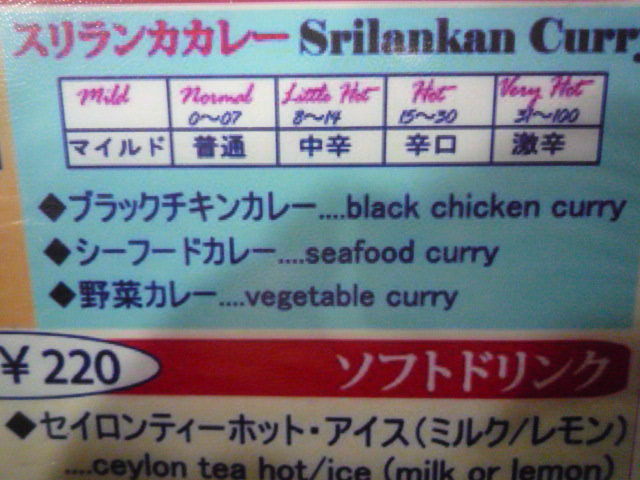 スリランカカレー Srilankan Curry
Mild Normal Little Hot Hot Very Hot
0～07 8～14 15～30 31～100
マイルド 普通 中辛 辛口 激辛
◆ブラックチキンカレー....black chicken curry
◆シーフードカレー....seafood curry
◆野菜カレー....vegetable curry
¥220 ソフトドリンク
◆セイロンティーホット・アイス(ミルク/レモン)
....ceylon tea hot/ice (milk or lemon)